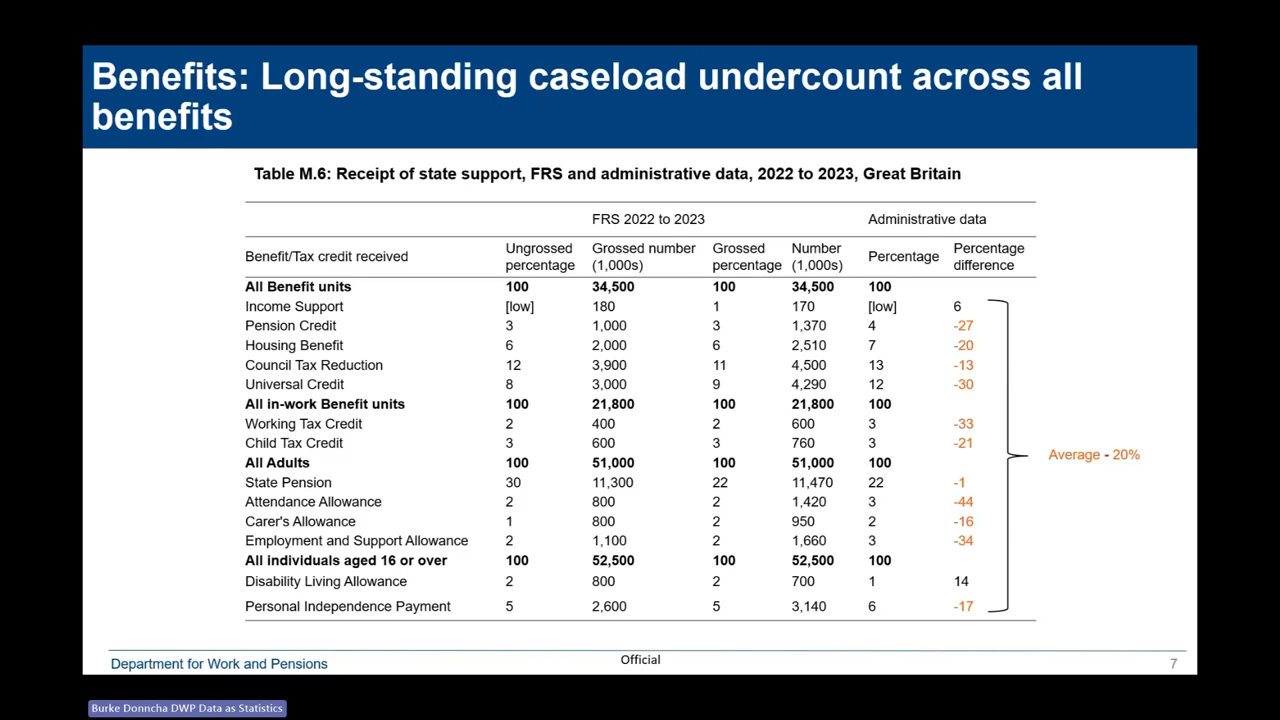 Benefits: Long-standing caseload undercount across all
benefits
Table M.6: Receipt of state support, FRS and administrative data, 2022 to 2023, Great Britain
FRS 2022 to 2023 Administrative data
Benefit/Tax credit received Ungrossed percentage Grossed number (1,000s) Grossed percentage Number (1,000s) Percentage Percentage difference
All Benefit units 100 34,500 100 34,500 100
Income Support [low] 180 1 170 [low] 6
Pension Credit 3 1,000 3 1,370 4 -27
Housing Benefit 6 2,000 6 2,510 7 -20
Council Tax Reduction 12 3,900 11 4,500 13 -13
Universal Credit 8 3,000 9 4,290 12 -30
All in-work Benefit units 100 21,800 100 21,800 100
Working Tax Credit 2 400 2 600 3 -33
Child Tax Credit 3 600 3 760 3 -21
All Adults 100 51,000 100 51,000 100
State Pension 30 11,300 22 11,470 22 -1
Attendance Allowance 2 800 2 1,420 3 -44
Carer's Allowance 1 800 2 950 2 -16
Employment and Support Allowance 2 1,100 2 1,660 3 -34
All individuals aged 16 or over 100 52,500 100 52,500 100
Disability Living Allowance 2 800 2 700 1 14
Personal Independence Payment 5 2,600 5 3,140 6 -17
Average - 20%
Department for Work and Pensions Official 7
Burke Donncha DWP Data as Statistics